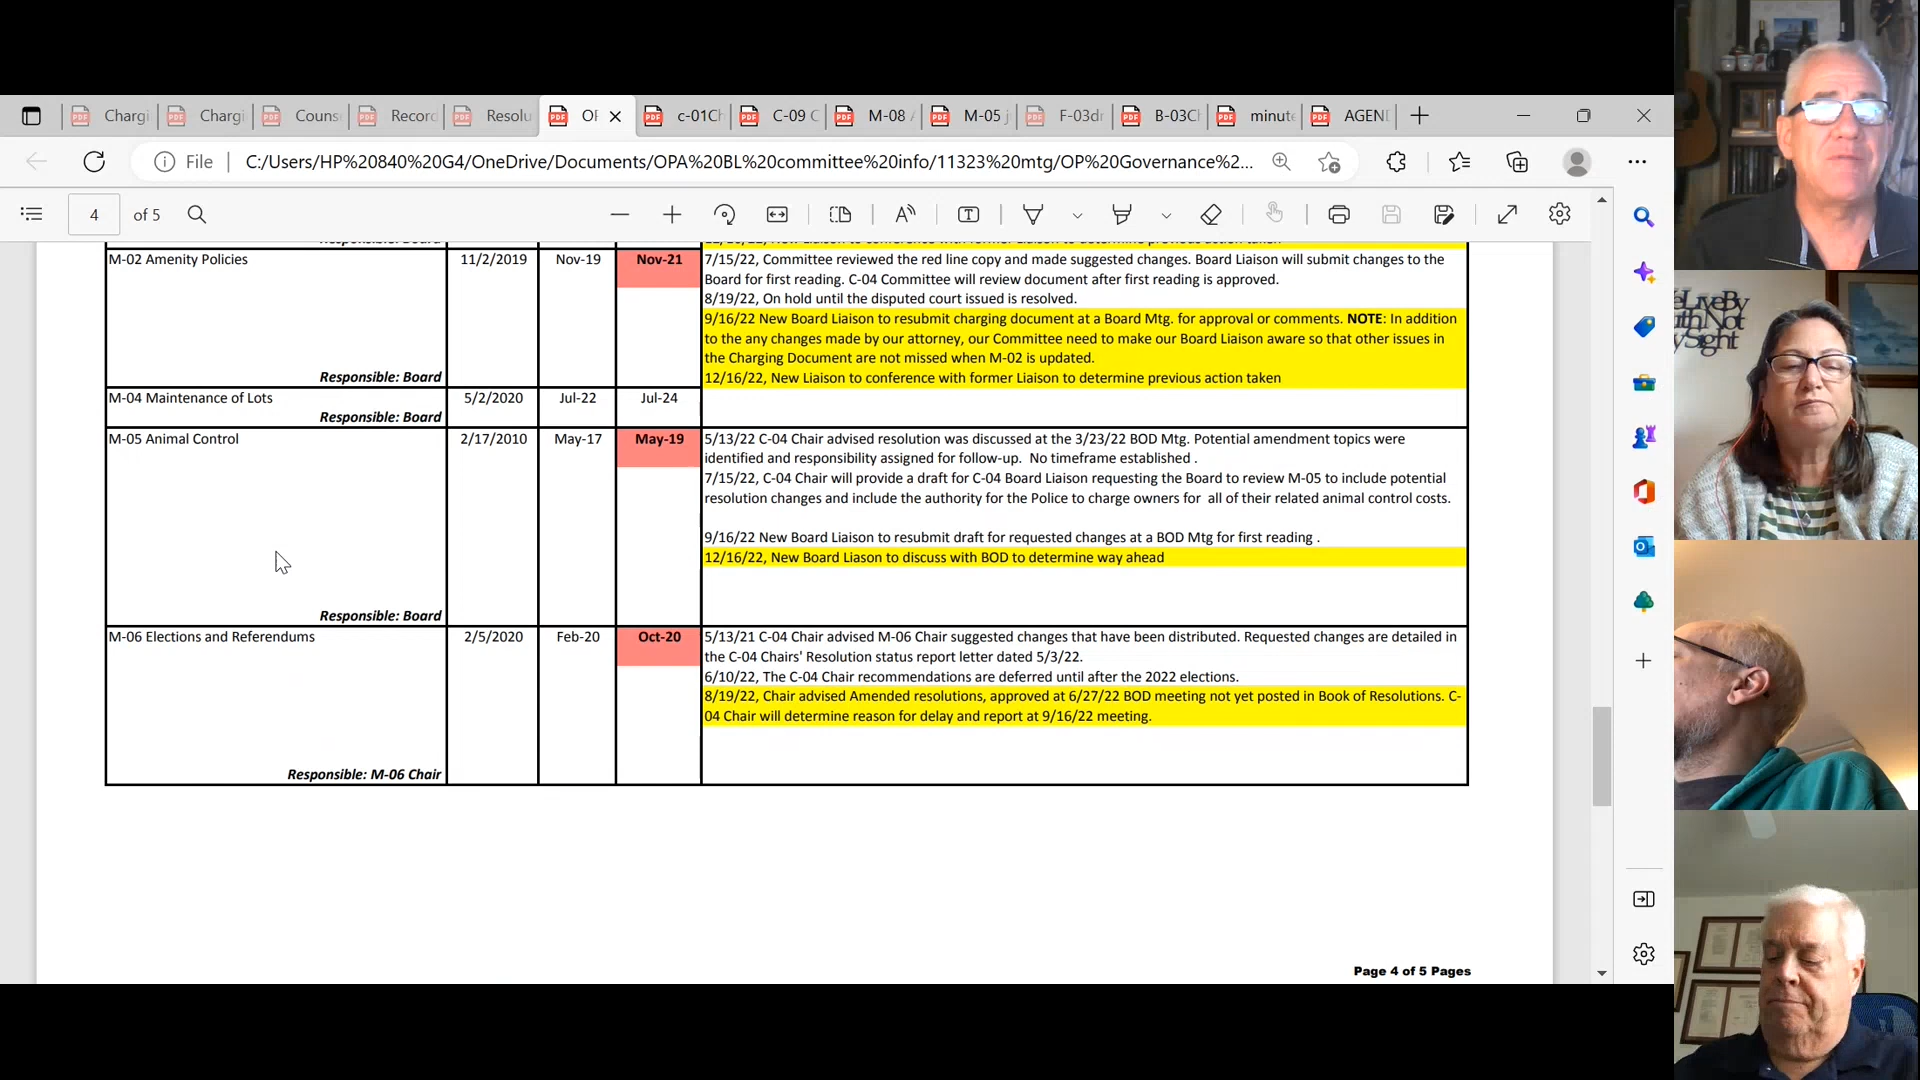 Chargi
Chargi
Couns
Record
Resolu
OF
c-01Ch
C-09 C
M-08
M-05 j
F-03dr
B-03Ch
minute
AGEND
File
C:/Users/HP%20840%20G4/OneDrive/Documents/OPA%20BL%20committee%20info/11323%20mtg/OP%20Governance%2...
4 of 5
M-02 Amenity Policies
Responsible: Board
11/2/2019
Nov-19
Nov-21
7/15/22, Committee reviewed the red line copy and made suggested changes. Board Liaison will submit changes to the
Board for first reading. C-04 Committee will review document after first reading is approved.
8/19/22, On hold until the disputed court issued is resolved.
9/16/22 New Board Liaison to resubmit charging document at a Board Mtg. for approval or comments. NOTE: In addition
to the any changes made by our attorney, our Committee need to make our Board Liaison aware so that other issues in
the Charging Document are not missed when M-02 is updated.
12/16/22, New Liaison to conference with former Liaison to determine previous action taken
M-04 Maintenance of Lots
Responsible: Board
5/2/2020
Jul-22
Jul-24
M-05 Animal Control
Responsible: Board
2/17/2010
May-17
May-19
5/13/22 C-04 Chair advised resolution was discussed at the 3/23/22 BOD Mtg. Potential amendment topics were
identified and responsibility assigned for follow-up. No timeframe established .
7/15/22, C-04 Chair will provide a draft for C-04 Board Liaison requesting the Board to review M-05 to include potential
resolution changes and include the authority for the Police to charge owners for all of their related animal control costs.
9/16/22 New Board Liaison to resubmit draft for requested changes at a BOD Mtg for first reading .
12/16/22, New Board Liason to discuss with BOD to determine way ahead
M-06 Elections and Referendums
Responsible: M-06 Chair
2/5/2020
Feb-20
Oct-20
5/13/21 C-04 Chair advised M-06 Chair suggested changes that have been distributed. Requested changes are detailed in
the C-04 Chairs' Resolution status report letter dated 5/3/22.
6/10/22, The C-04 Chair recommendations are deferred until after the 2022 elections.
8/19/22, Chair advised Amended resolutions, approved at 6/27/22 BOD meeting not yet posted in Book of Resolutions. C-
04 Chair will determine reason for delay and report at 9/16/22 meeting.
Page 4 of 5 Pages